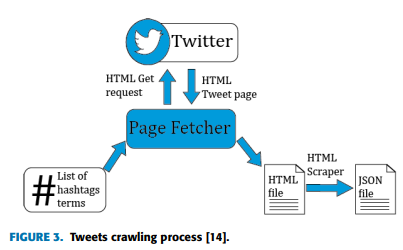 Twitter
HTML Get
request
HTML
Tweet page
Page Fetcher
# List of
hashtags
terms
HTML
Scraper
HTML
file
JSON
file
FIGURE 3. Tweets crawling process [14].